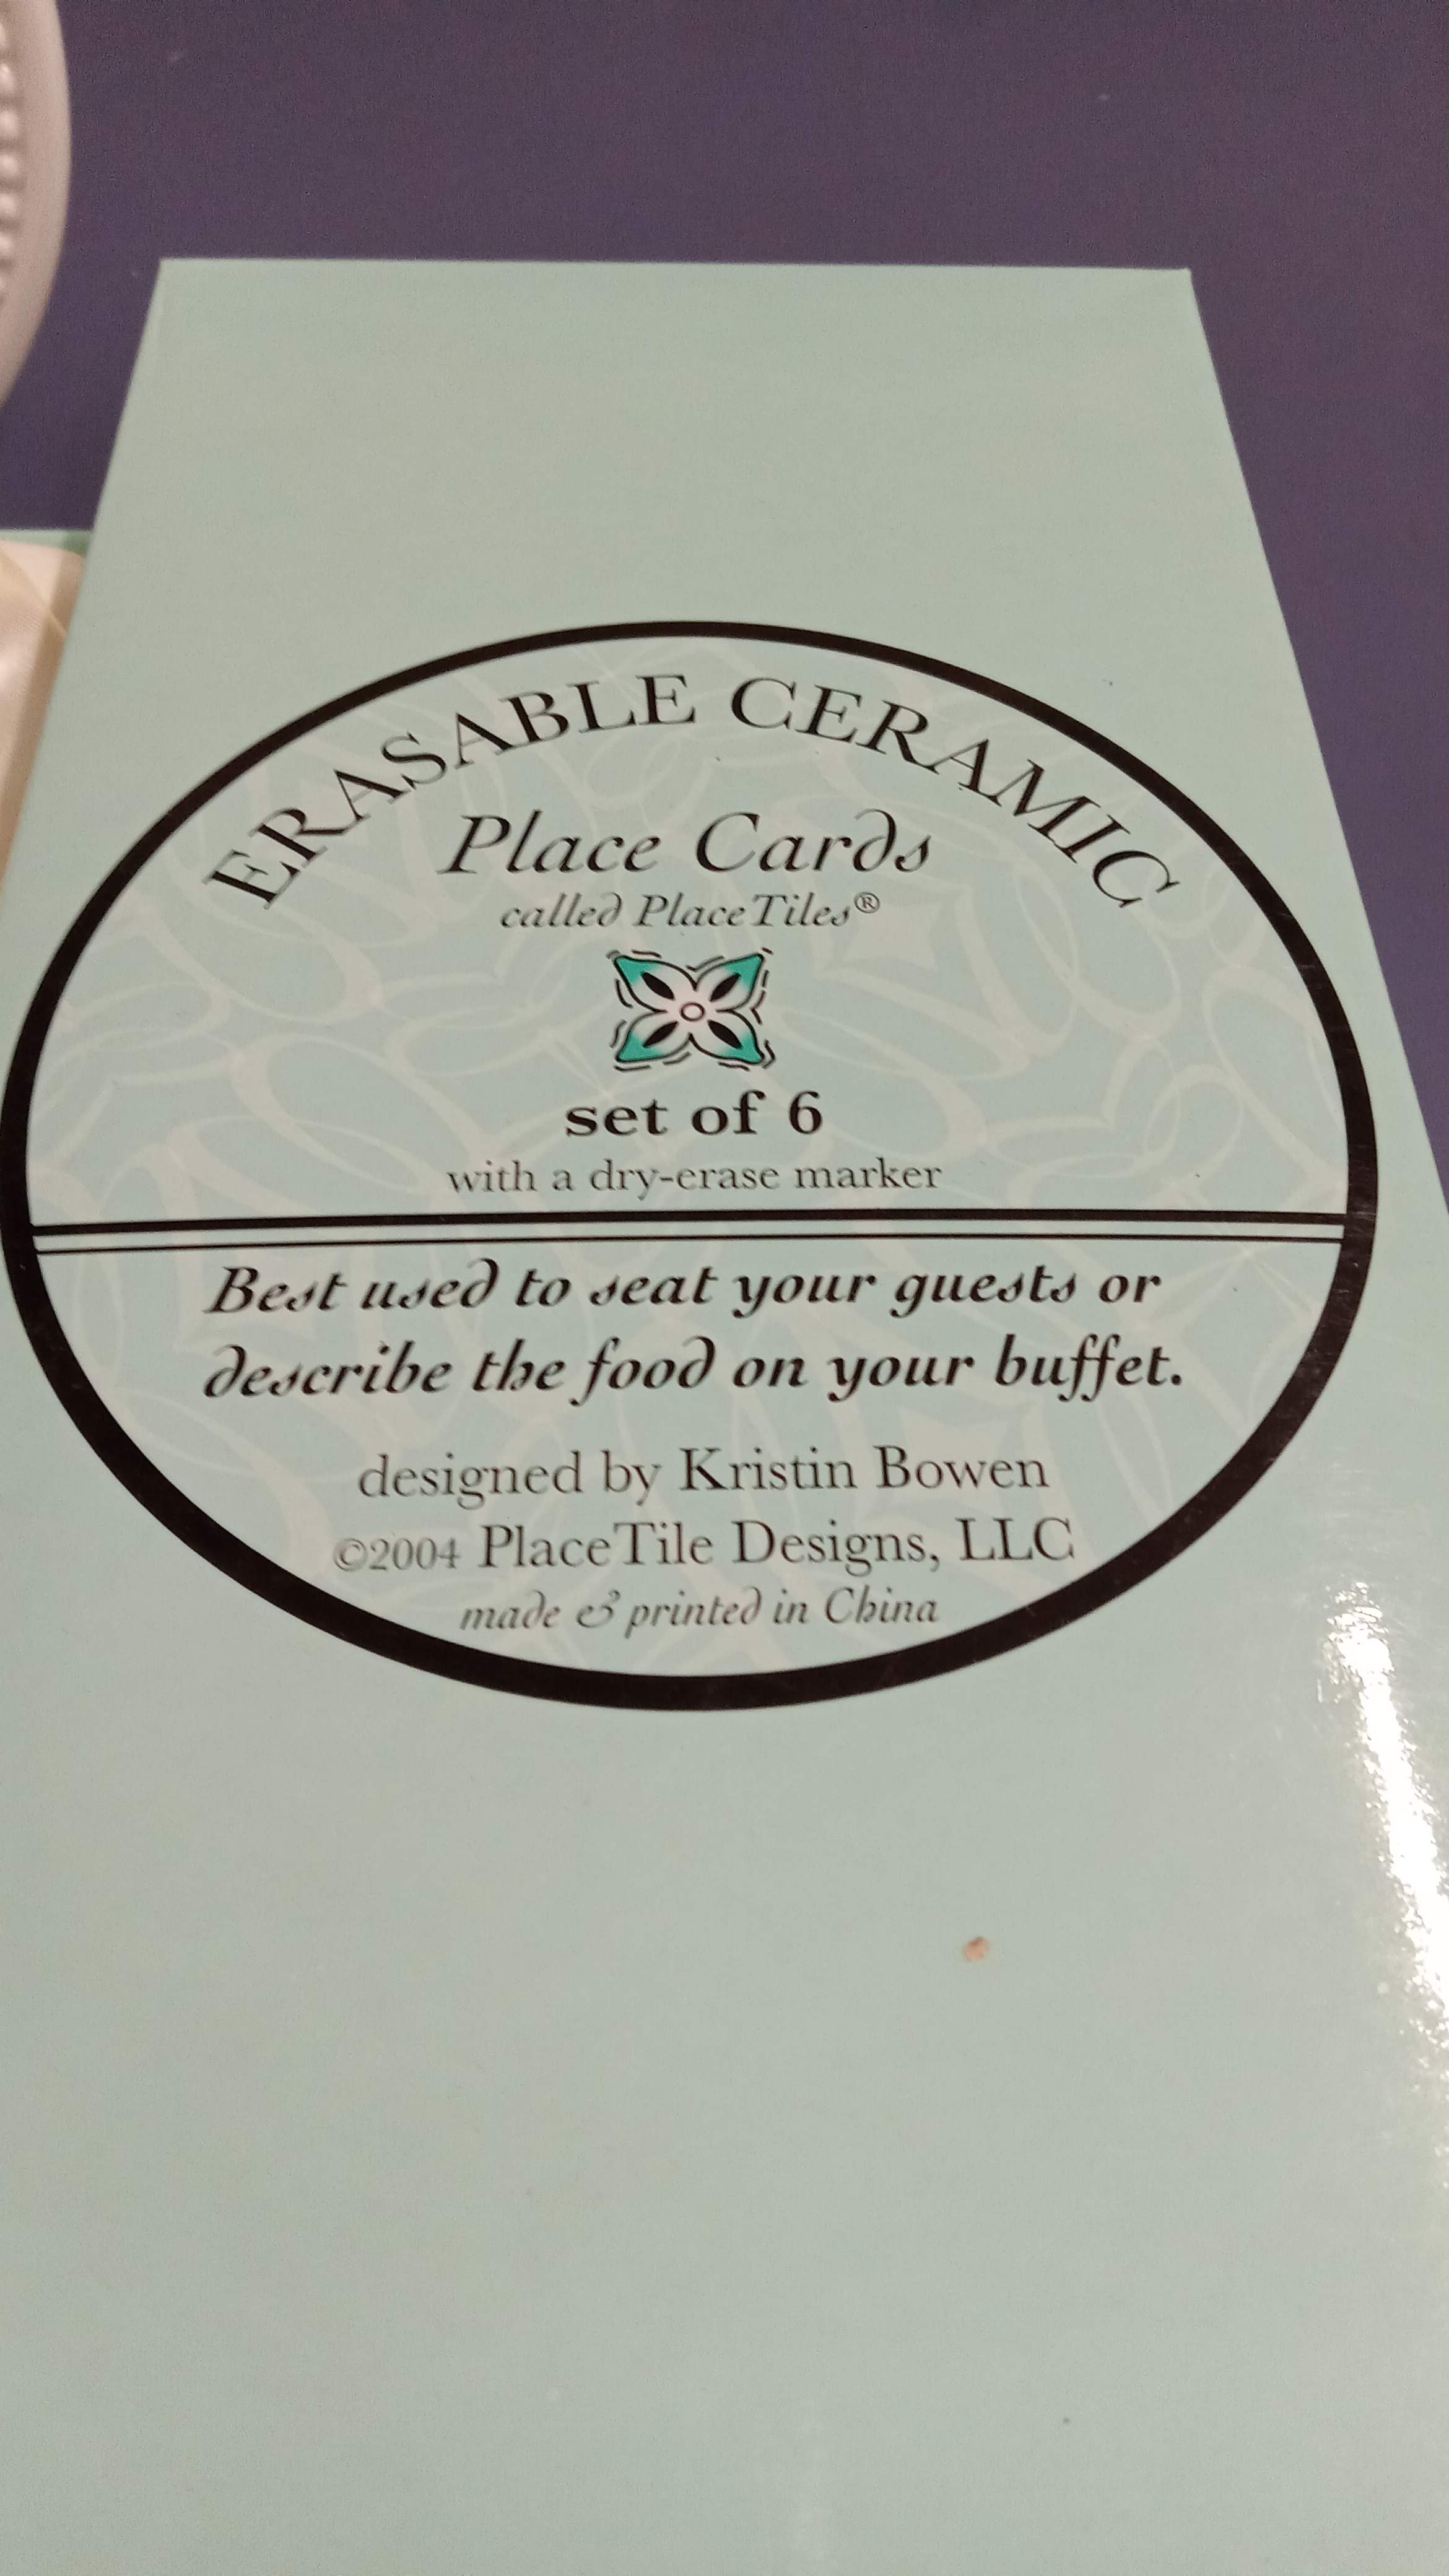 ERASABLE CERAMIC
Place Cards
called PlaceTiles®
set of 6
with a dry-erase marker
Best used to seat your guests or
describe the food on your buffet.
designed by Kristin Bowen
©2004 PlaceTile Designs, LLC
made & printed in China